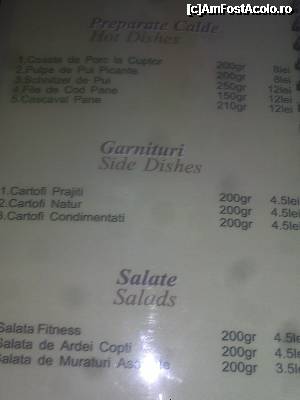 [c]AmFostAcolo.ro
Preparate Calde
Hot Dishes
1.Coaste de Porc la Cuptor 200gr 8lei
2.Pulpe de Pui Picante 200gr 8lei
3.Schnitzel de Pui 250gr 12lei
4.File de Cod Pane 150gr 12lei
5.Cascaval Pane 210gr 12lei
Garnituri
Side Dishes
1.Cartofi Prajiti 200gr 4.5lei
2.Cartofi Natur 200gr 4.5lei
3.Cartofi Condimentati 200gr 4.5lei
Salate
Salads
Salata Fitness 200gr 4.5lei
Salata de Ardei Copti 200gr 4.5lei
Salata de Muraturi 200gr 3.5lei